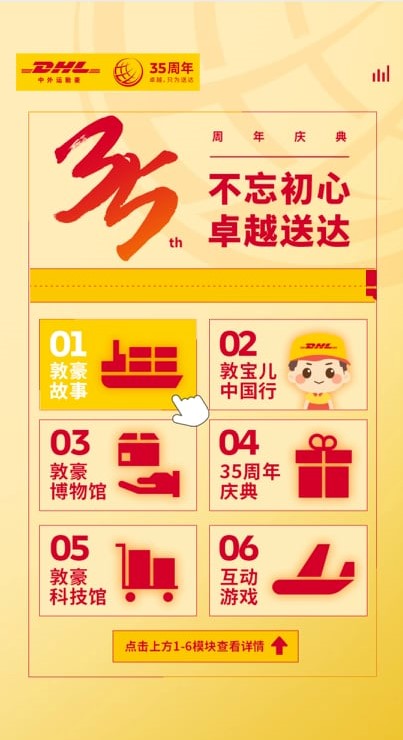 DHL
中外运敦豪
35周年
卓越，只为送达
35th
周年庆典
不忘初心
卓越送达
01
敦豪
故事
02
敦宝儿
中国行
DHL
03
敦豪
博物馆
04
35周年
庆典
05
敦豪
科技馆
06
互动
游戏
点击上方1-6模块查看详情